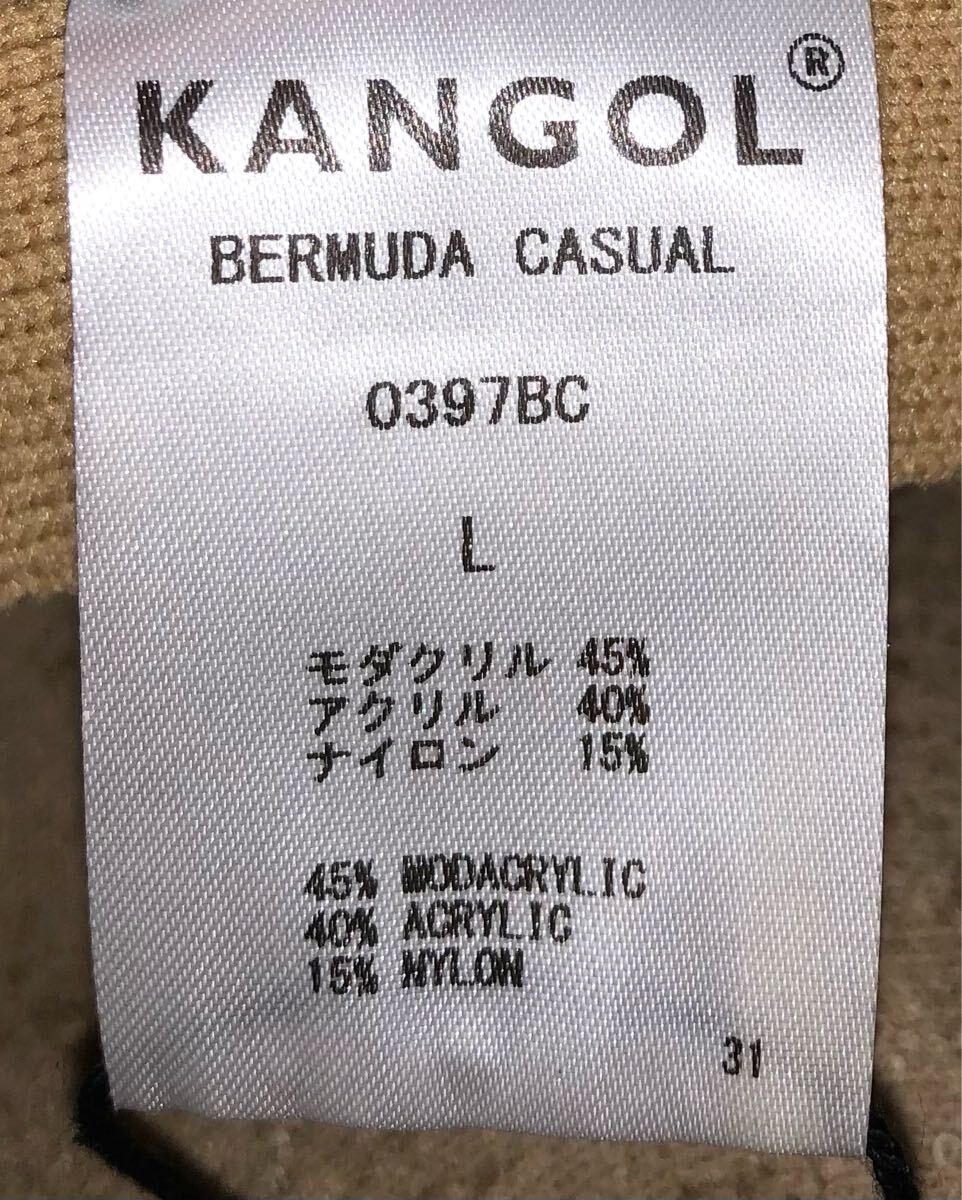 KANGOL®
BERMUDA CASUAL
0397BC
L
モダクリル 45%
アクリル 40%
ナイロン 15%
45% MODACRYLIC
40% ACRYLIC
15% NYLON
31